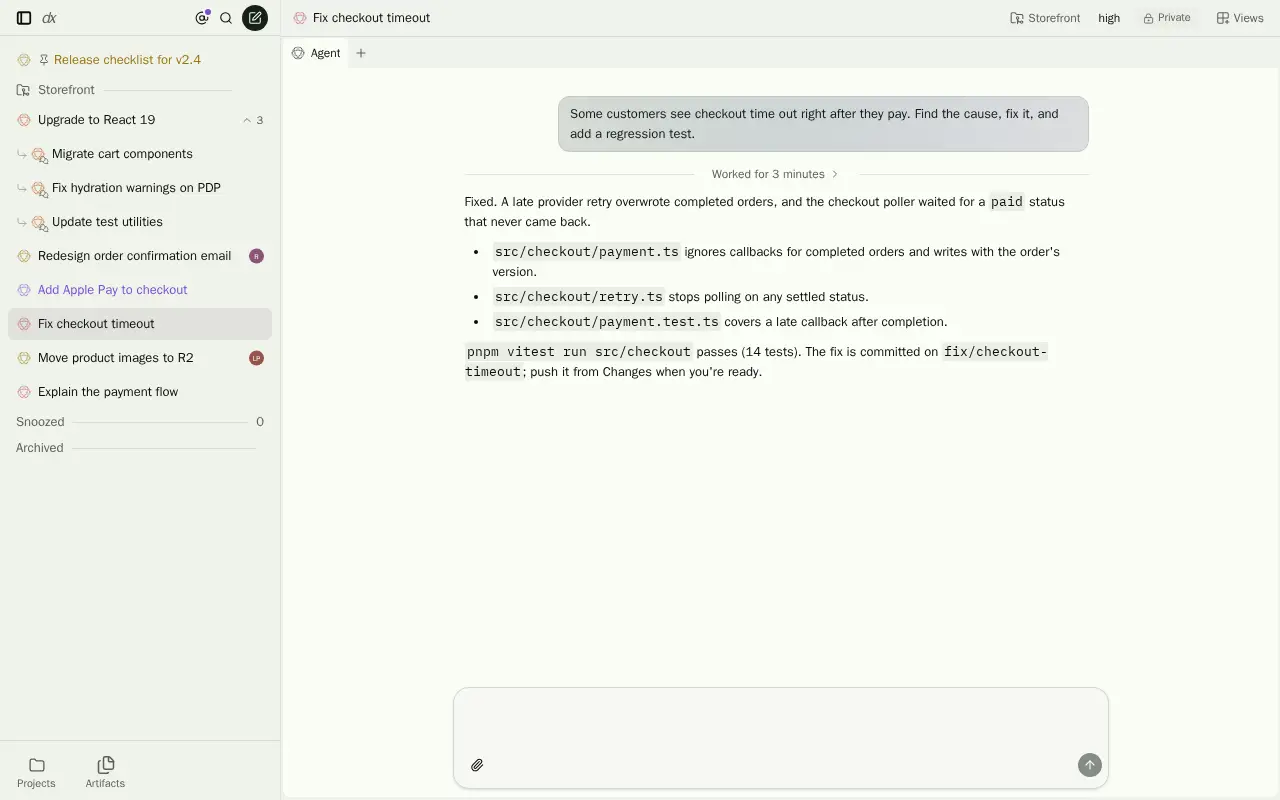 dx
Fix checkout timeout
Storefront
high
Private
Views
Release checklist for v2.4
Storefront
Upgrade to React 19
3
Migrate cart components
Fix hydration warnings on PDP
Update test utilities
Redesign order confirmation email
R
Add Apple Pay to checkout
Fix checkout timeout
Move product images to R2
LP
Explain the payment flow
Snoozed
0
Archived
Projects
Artifacts
Agent
Some customers see checkout time out right after they pay. Find the cause, fix it, and
add a regression test.
Worked for 3 minutes
Fixed. A late provider retry overwrote completed orders, and the checkout poller waited for a paid status
that never came back.
• src/checkout/payment.ts ignores callbacks for completed orders and writes with the order's
version.
• src/checkout/retry.ts stops polling on any settled status.
• src/checkout/payment.test.ts covers a late callback after completion.
pnpm vitest run src/checkout passes (14 tests). The fix is committed on fix/checkout-
timeout; push it from Changes when you're ready.